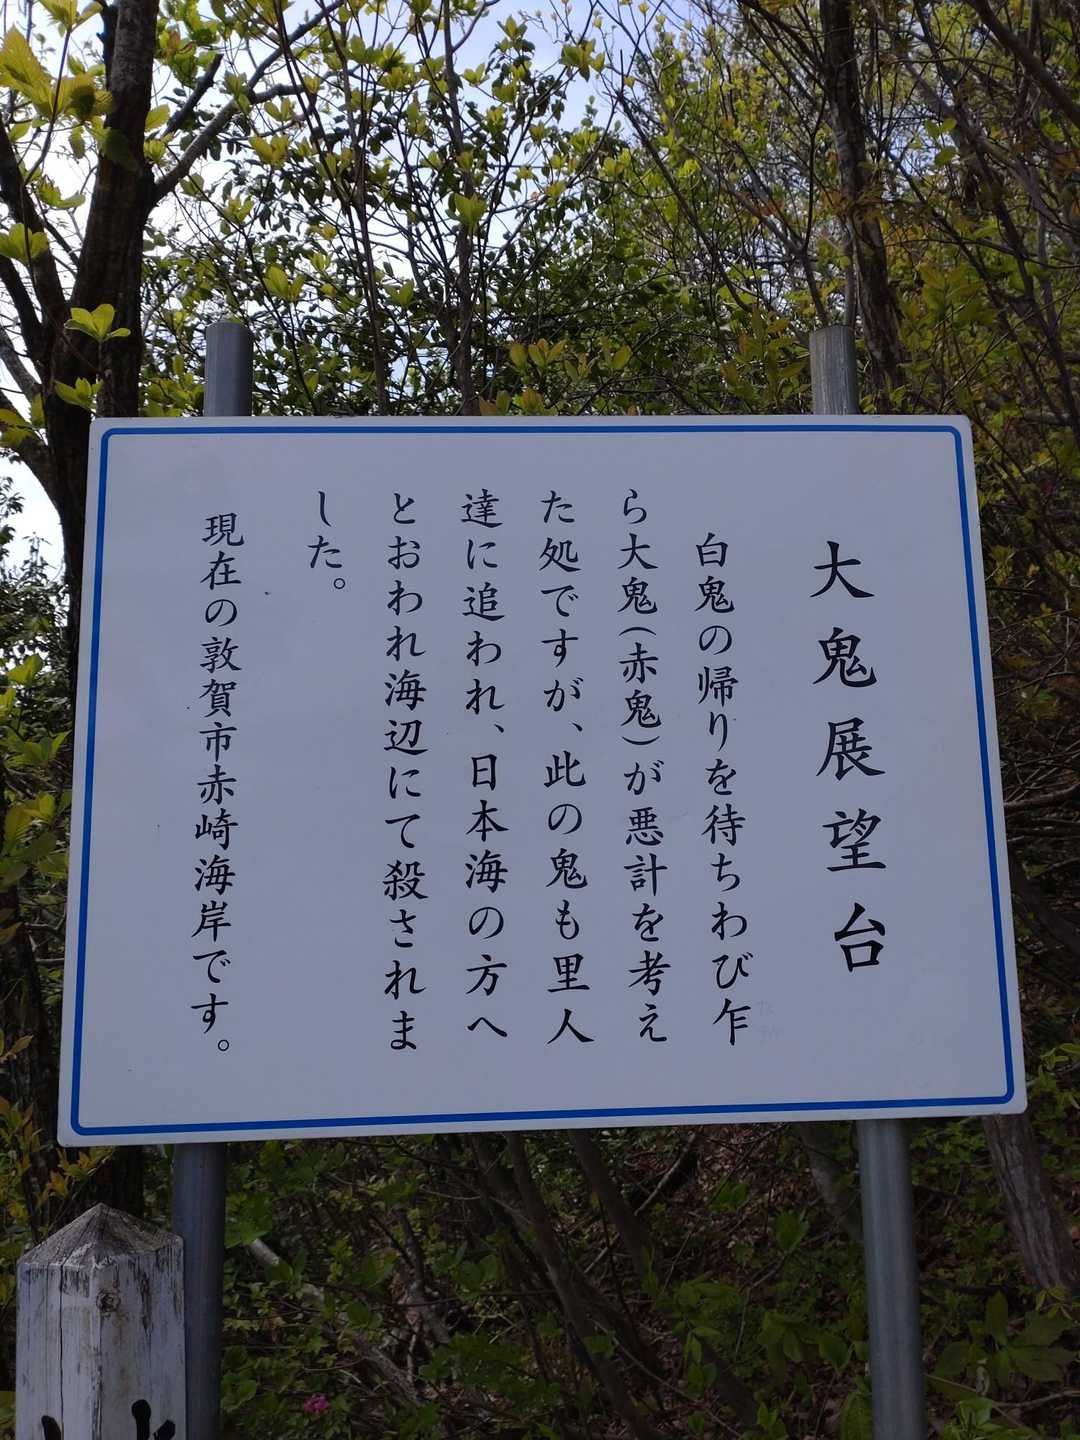 大鬼展望台
白鬼の帰りを待ちわび乍
ら大鬼(赤鬼)が悪計を考え
た処ですが、此の鬼も里人
達に追われ、日本海の方へ
とおわれ海辺にて殺されま
した。
現在の敦賀市赤崎海岸です。